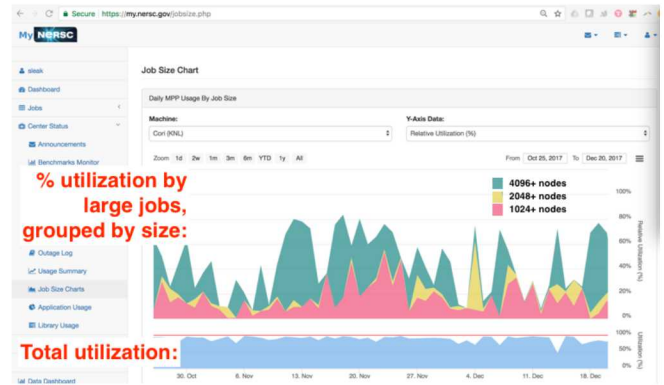 Secure https://my.nersc.gov/jobsize.php
My NERSC
sleak
Dashboard
Jobs
Center Status
Announcements
Benchmarks Monitor
Outage Log
Usage Summary
Job Size Charts
Application Usage
Library Usage
Data Dashboard
Job Size Chart
Daily MPP Usage By Job Size
Machine:
Y-Axis Data:
Cori (KNL)
Relative Utilization (%)
Zoom 1d 2w 1m 3m 6m YTD 1y All
From Oct 25, 2017 To Dec 20, 2017
% utilization by
large jobs,
grouped by size:
4096+ nodes
2048+ nodes
1024+ nodes
100%
80%
60%
40%
20%
0%
Relative Utilization (%)
Total utilization:
100%
50%
0%
Utilization (%)
30. Oct 6. Nov 13. Nov 20. Nov 27. Nov 4. Dec 11. Dec 18. Dec